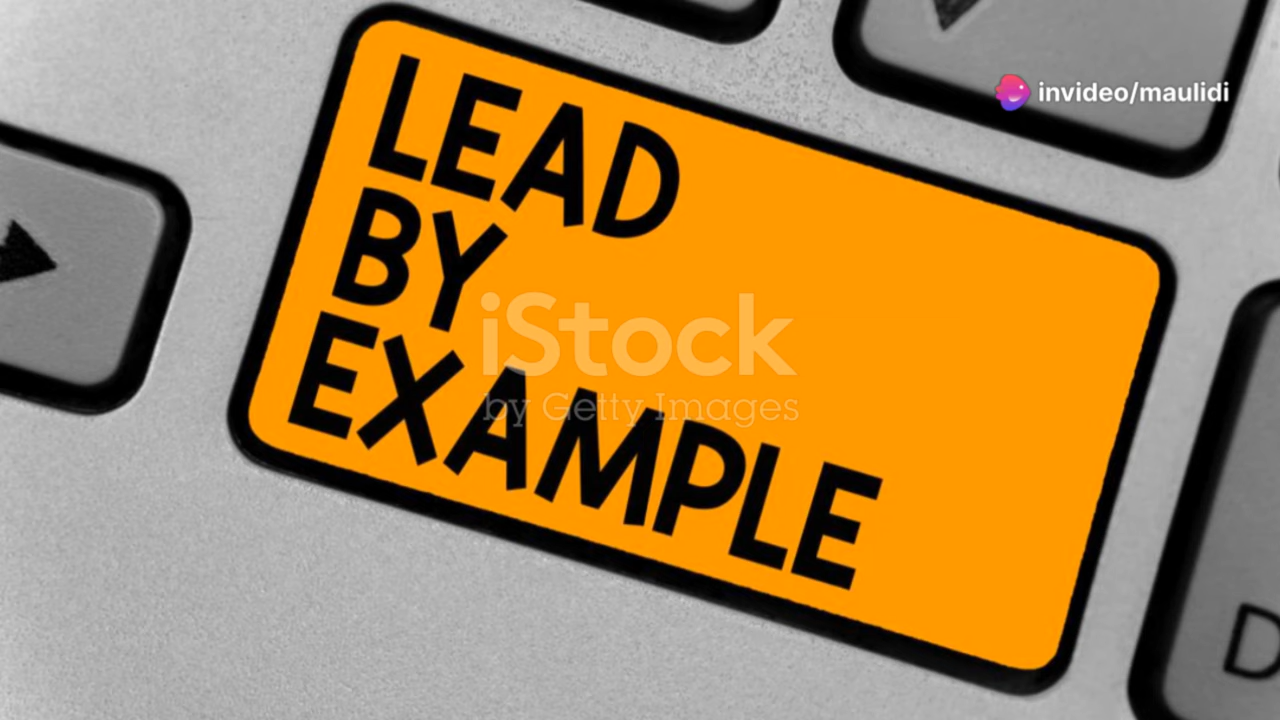 invideo/maulidi
LEAD
BY
EXAMPLE
iStock
by Getty Images
D